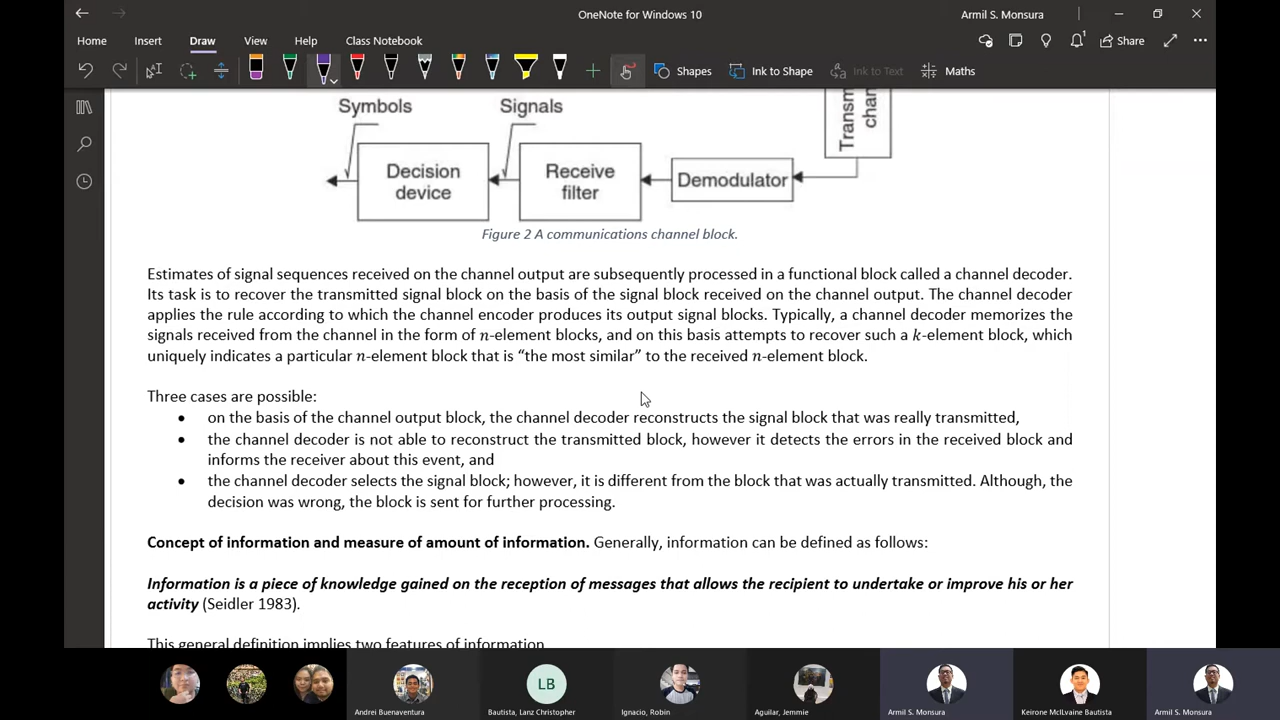 OneNote for Windows 10
Armil S. Monsura
Home Insert Draw View Help Class Notebook
Share
Shapes Ink to Shape Ink to Text Maths
Symbols Signals
Transm
chan
Decision
device
Receive
filter
Demodulator
Figure 2 A communications channel block.
Estimates of signal sequences received on the channel output are subsequently processed in a functional block called a channel decoder.
Its task is to recover the transmitted signal block on the basis of the signal block received on the channel output. The channel decoder
applies the rule according to which the channel encoder produces its output signal blocks. Typically, a channel decoder memorizes the
signals received from the channel in the form of n-element blocks, and on this basis attempts to recover such a k-element block, which
uniquely indicates a particular n-element block that is “the most similar” to the received n-element block.
Three cases are possible:
• on the basis of the channel output block, the channel decoder reconstructs the signal block that was really transmitted,
• the channel decoder is not able to reconstruct the transmitted block, however it detects the errors in the received block and
informs the receiver about this event, and
• the channel decoder selects the signal block; however, it is different from the block that was actually transmitted. Although, the
decision was wrong, the block is sent for further processing.
Concept of information and measure of amount of information. Generally, information can be defined as follows:
Information is a piece of knowledge gained on the reception of messages that allows the recipient to undertake or improve his or her
activity (Seidler 1983).
This general definition implies two features of information
LB
Andrei Buenaventura
Bautista, Lanz Christopher
Ignacio, Robin
Aguilar, Jemmie
Armil S. Monsura
Keirone McIlvaine Bautista
Armil S. Monsura